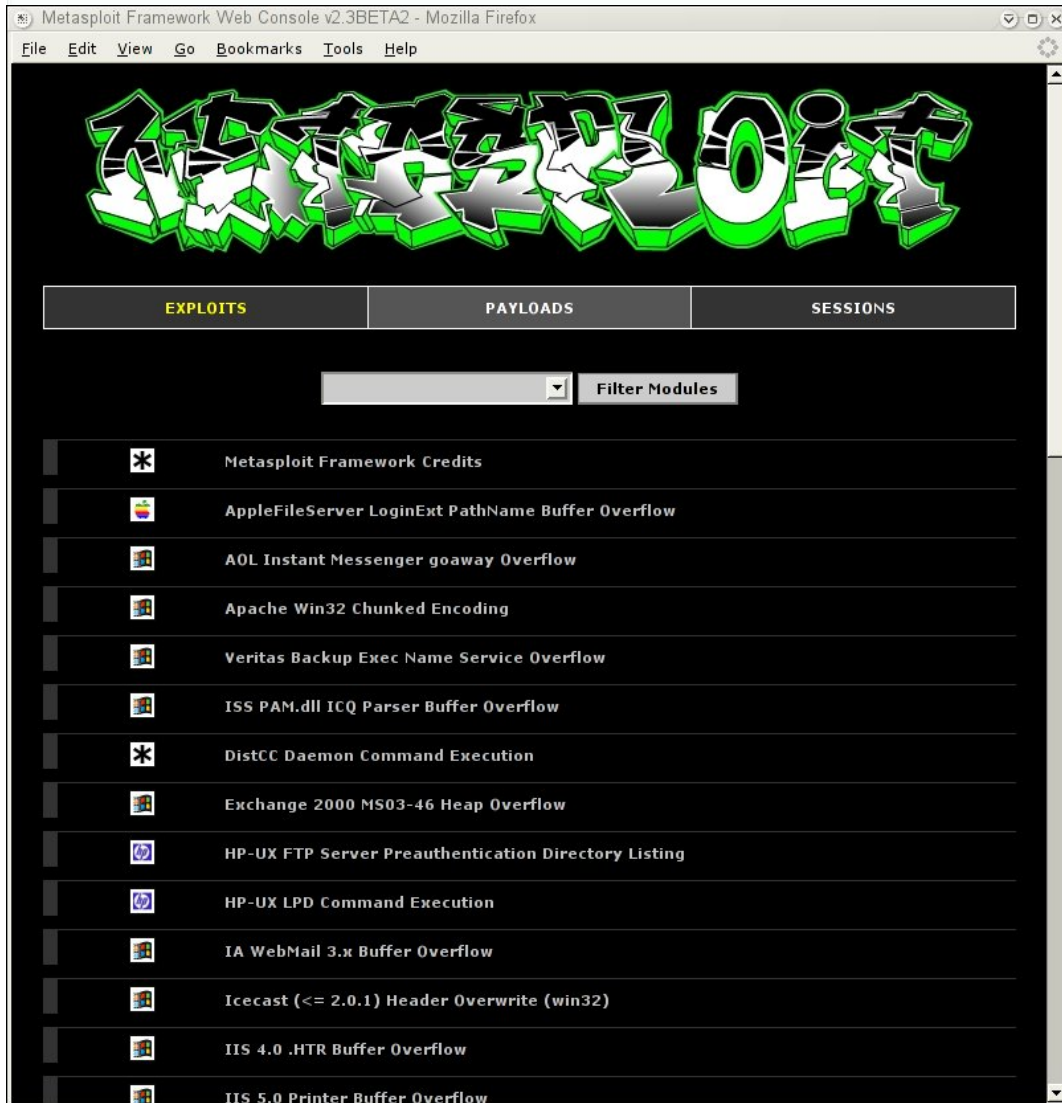 Metasploit Framework Web Console v2.3BETA2 - Mozilla Firefox
File Edit View Go Bookmarks Tools Help
METASPLOIT
EXPLOITS PAYLOADS SESSIONS
Filter Modules
Metasploit Framework Credits
AppleFileServer LoginExt PathName Buffer Overflow
AOL Instant Messenger goaway Overflow
Apache Win32 Chunked Encoding
Veritas Backup Exec Name Service Overflow
ISS PAM.dll ICQ Parser Buffer Overflow
DistCC Daemon Command Execution
Exchange 2000 MS03-46 Heap Overflow
hp HP-UX FTP Server Preauthentication Directory Listing
hp HP-UX LPD Command Execution
IA WebMail 3.x Buffer Overflow
Icecast (<= 2.0.1) Header Overwrite (win32)
IIS 4.0 .HTR Buffer Overflow
IIS 5.0 Printer Buffer Overflow